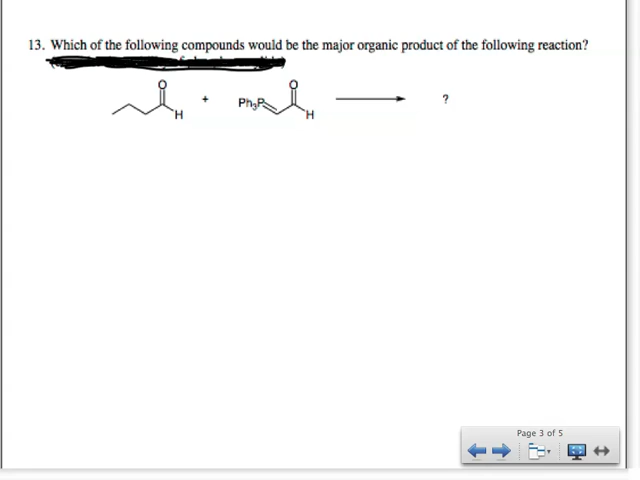 13. Which of the following compounds would be the major organic product of the following reaction?
O O
+ Ph3P ?
H H
Page 3 of 5